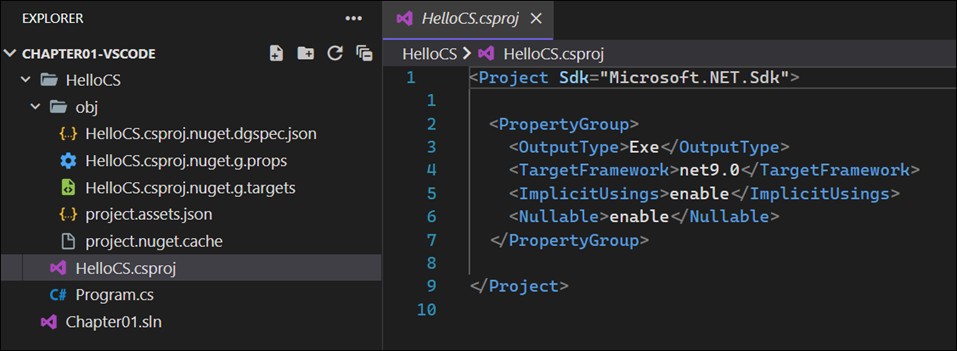 EXPLORER
CHAPTER01-VSCODE
HelloCS
obj
{..} HelloCS.csproj.nuget.dgspec.json
HelloCS.csproj.nuget.g.props
HelloCS.csproj.nuget.g.targets
{..} project.assets.json
project.nuget.cache
HelloCS.csproj
C# Program.cs
Chapter01.sln
HelloCS.csproj
HelloCS > HelloCS.csproj
1 <Project Sdk="Microsoft.NET.Sdk">
1
2 <PropertyGroup>
3 <OutputType>Exe</OutputType>
4 <TargetFramework>net9.0</TargetFramework>
5 <ImplicitUsings>enable</ImplicitUsings>
6 <Nullable>enable</Nullable>
7 </PropertyGroup>
8
9 </Project>
10